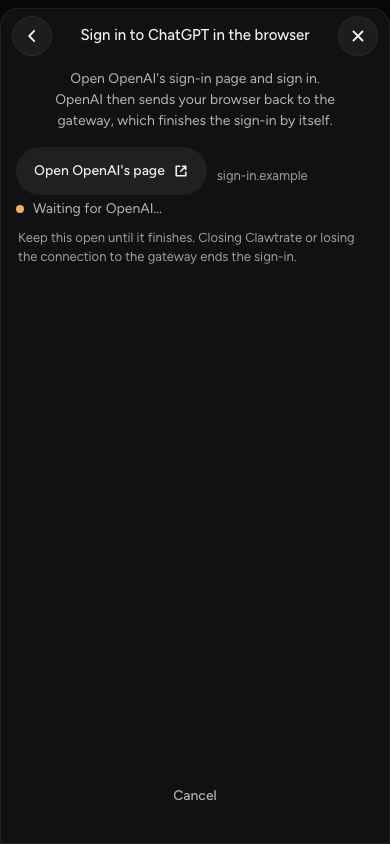 Sign in to ChatGPT in the browser
Open OpenAI's sign-in page and sign in.
OpenAI then sends your browser back to the
gateway, which finishes the sign-in by itself.
Open OpenAI's page
sign-in.example
Waiting for OpenAI...
Keep this open until it finishes. Closing Clawtrate or losing
the connection to the gateway ends the sign-in.
Cancel